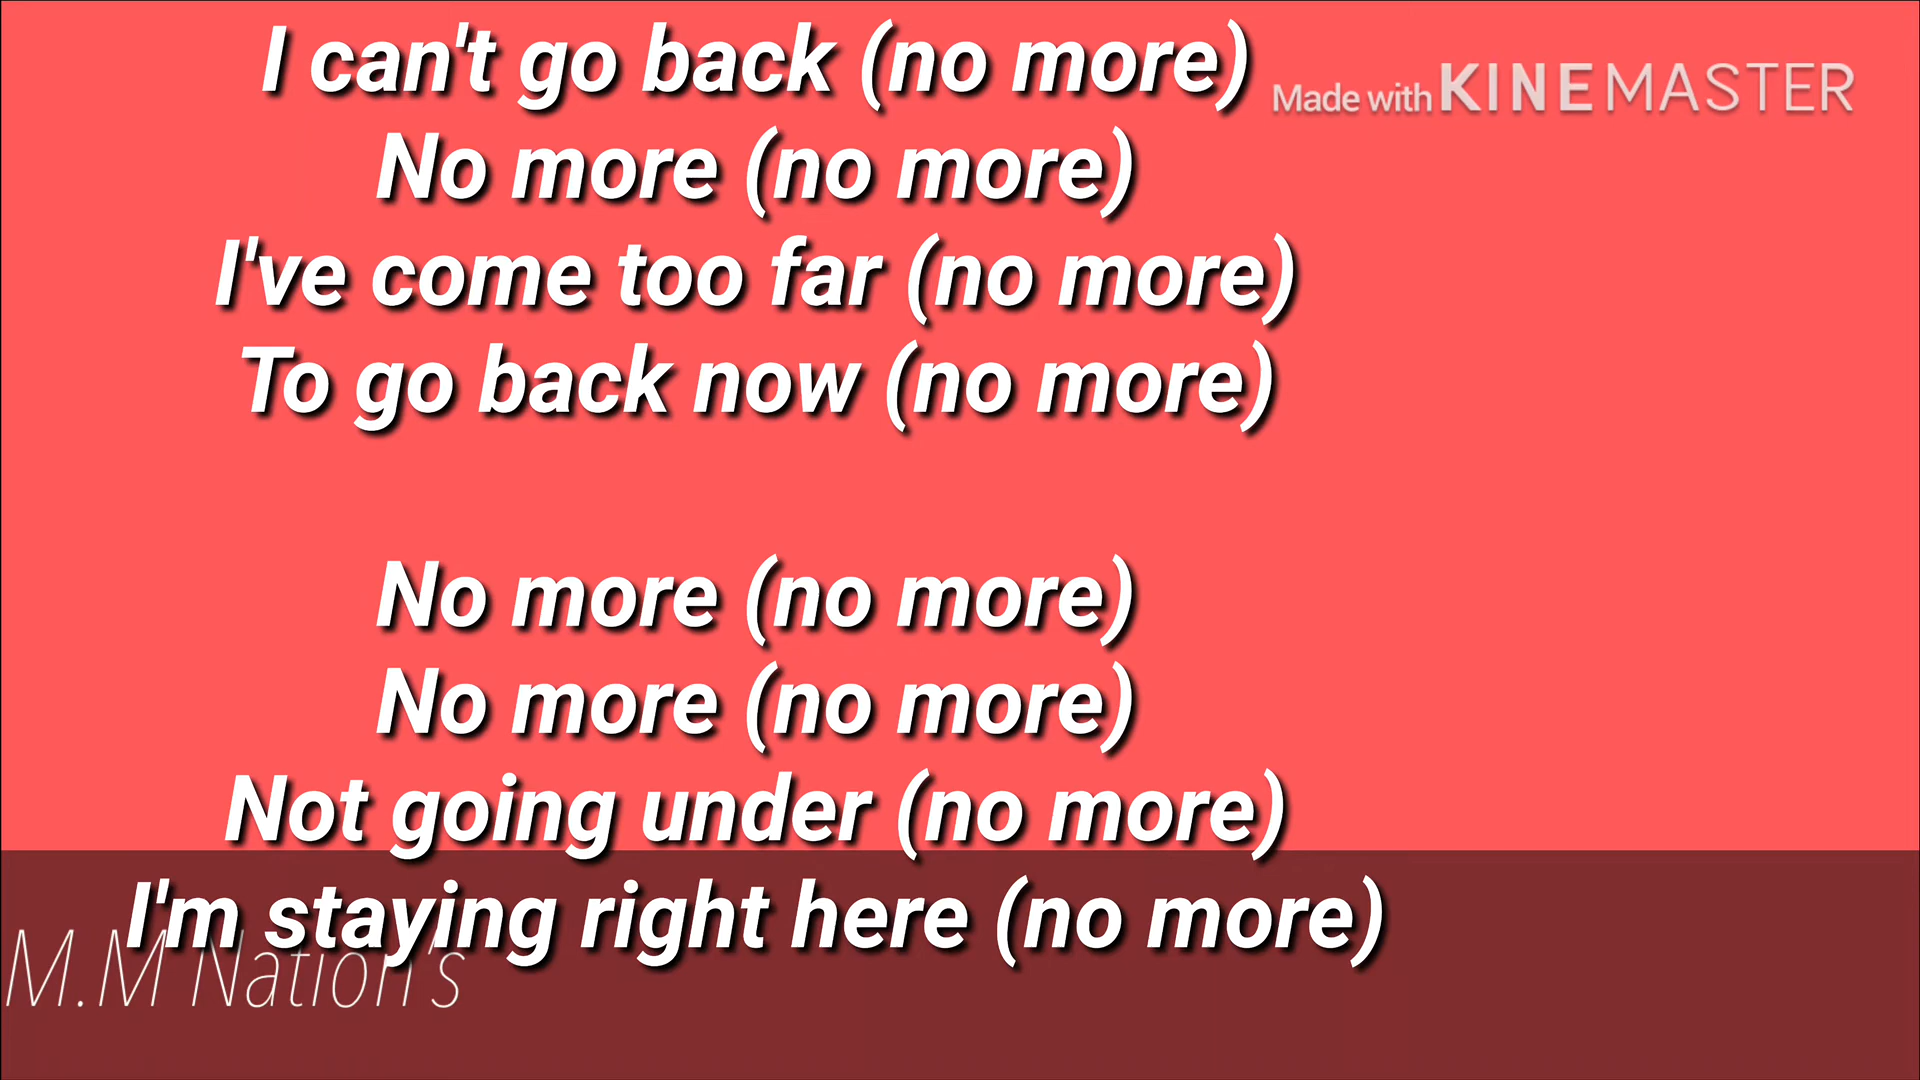 I can't go back (no more)
Made with KINEMASTER
No more (no more)
I've come too far (no more)
To go back now (no more)
No more (no more)
No more (no more)
Not going under (no more)
I'm staying right here (no more)
M.M Nation's